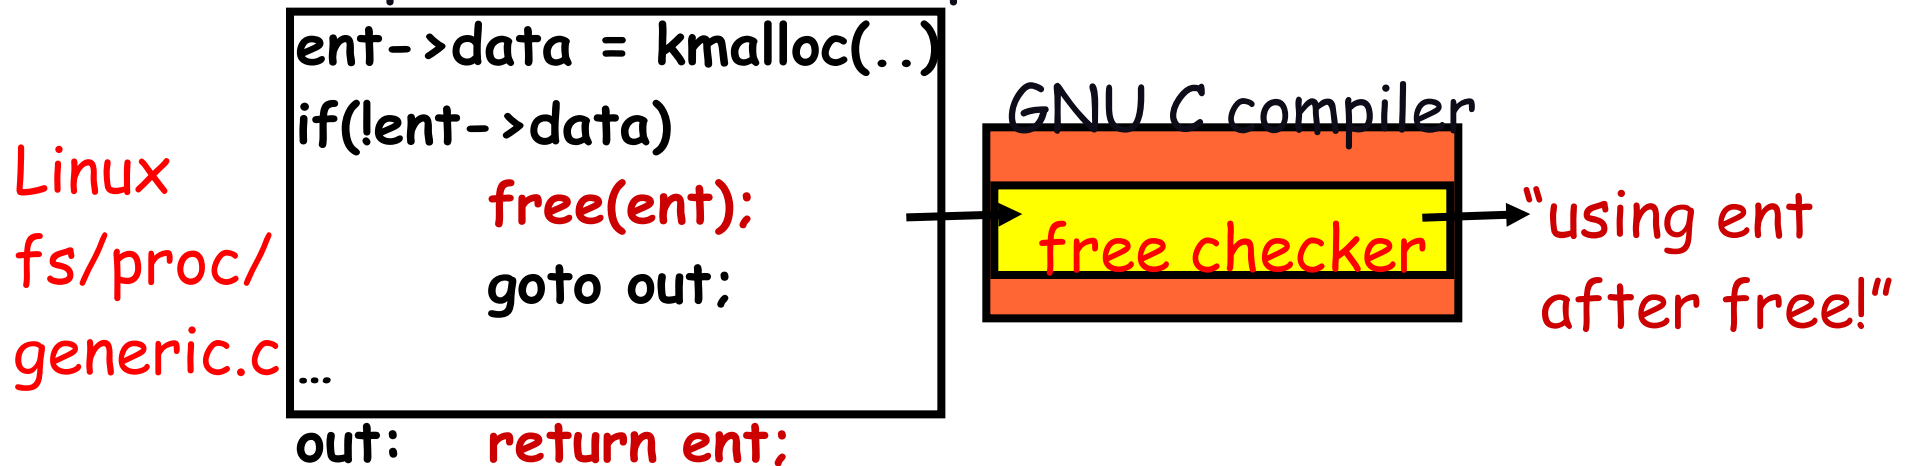 Linux
fs/proc/
generic.c
ent->data = kmalloc(..)
if(!ent->data)
free(ent);
goto out;
...
out: return ent;
GNU C compiler
free checker
“using ent
after free!”